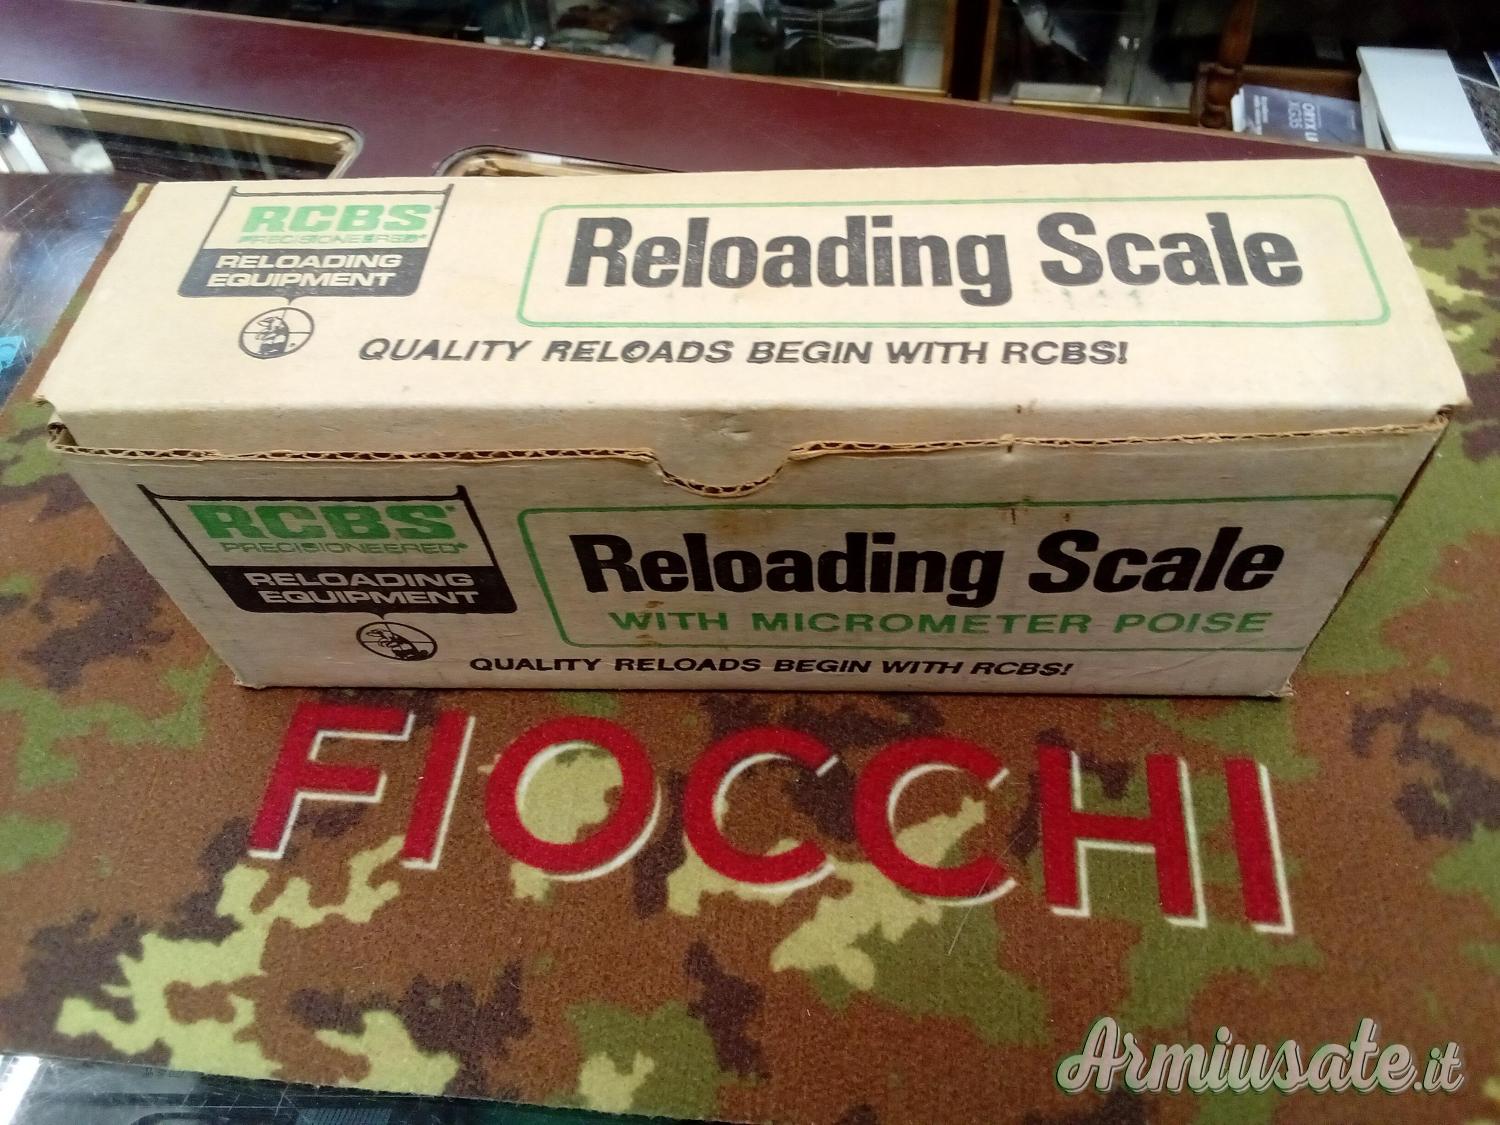 RCBS
PRECISIONEERED
RELOADING
EQUIPMENT
Reloading Scale
QUALITY RELOADS BEGIN WITH RCBS!
RCBS
PRECISIONEERED
RELOADING
EQUIPMENT
Reloading Scale
WITH MICROMETER POISE
QUALITY RELOADS BEGIN WITH RCBS!
FIOCCHI
Armiusate.it